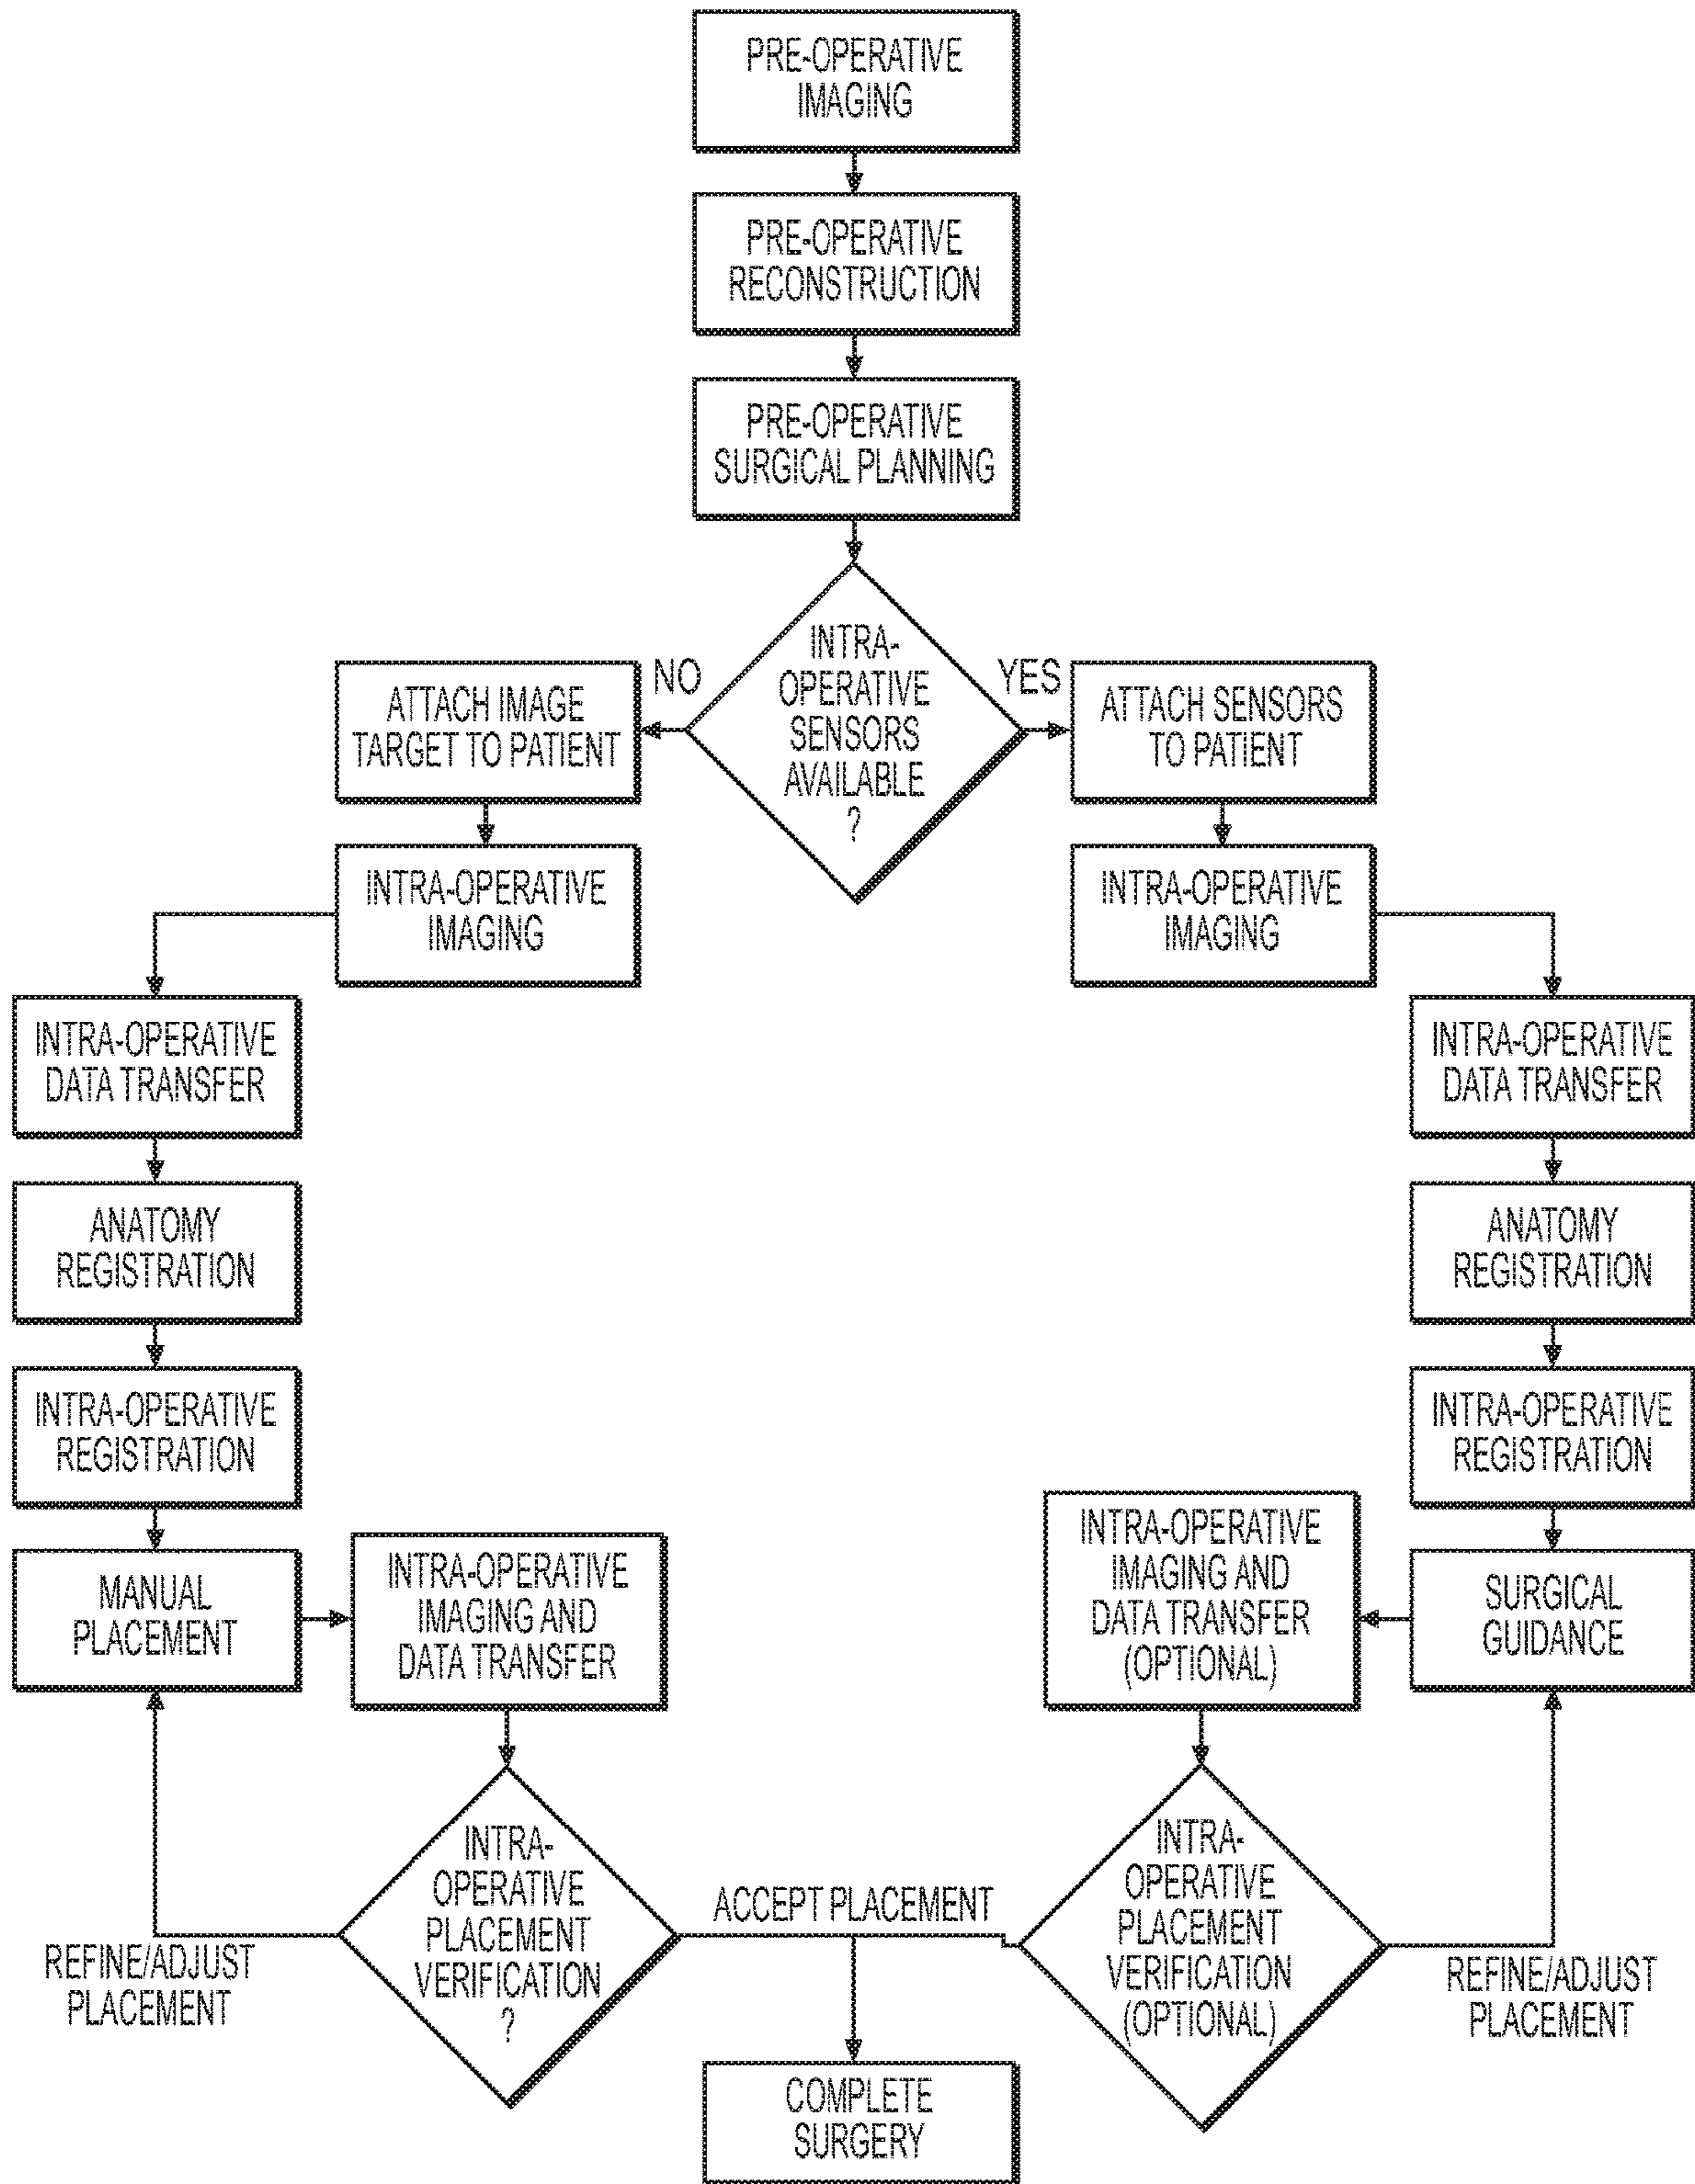 PRE-OPERATIVE
IMAGING
PRE-OPERATIVE
RECONSTRUCTION
PRE-OPERATIVE
SURGICAL PLANNING
INTRA-
OPERATIVE
SENSORS
AVAILABLE
?
NO
YES
ATTACH IMAGE
TARGET TO PATIENT
ATTACH SENSORS
TO PATIENT
INTRA-OPERATIVE
IMAGING
INTRA-OPERATIVE
IMAGING
INTRA-OPERATIVE
DATA TRANSFER
INTRA-OPERATIVE
DATA TRANSFER
ANATOMY
REGISTRATION
ANATOMY
REGISTRATION
INTRA-OPERATIVE
REGISTRATION
INTRA-OPERATIVE
REGISTRATION
MANUAL
PLACEMENT
INTRA-OPERATIVE
IMAGING AND
DATA TRANSFER
INTRA-OPERATIVE
IMAGING AND
DATA TRANSFER
(OPTIONAL)
SURGICAL
GUIDANCE
REFINE/ADJUST
PLACEMENT
INTRA-
OPERATIVE
PLACEMENT
VERIFICATION
?
ACCEPT PLACEMENT
INTRA-
OPERATIVE
PLACEMENT
VERIFICATION
(OPTIONAL)
REFINE/ADJUST
PLACEMENT
COMPLETE
SURGERY